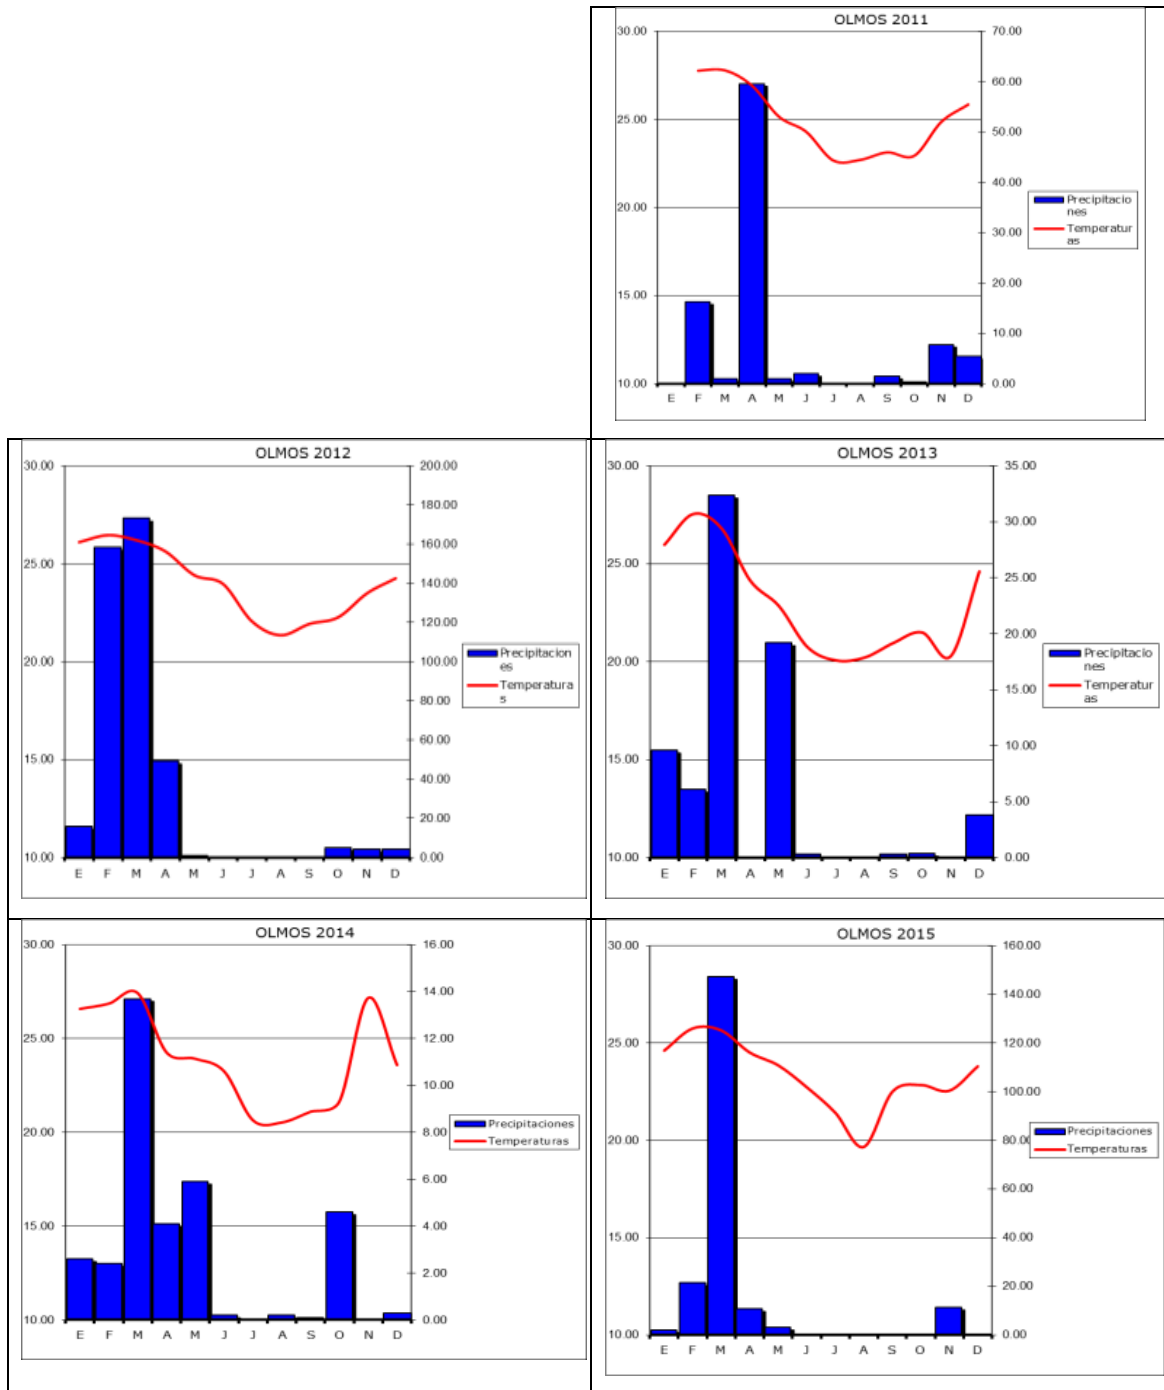 OLMOS 2011
30.00
25.00
20.00
15.00
10.00
70.00
60.00
50.00
40.00
30.00
20.00
10.00
0.00
E F M A M J J A S O N D
Precipitacio
nes
Temperatur
as
OLMOS 2012
30.00
25.00
20.00
15.00
10.00
200.00
180.00
160.00
140.00
120.00
100.00
80.00
60.00
40.00
20.00
0.00
E F M A M J J A S O N D
Precipitacion
es
Temperatura
s
OLMOS 2013
30.00
25.00
20.00
15.00
10.00
35.00
30.00
25.00
20.00
15.00
10.00
5.00
0.00
E F M A M J J A S O N D
Precipitacio
nes
Temperatur
as
OLMOS 2014
30.00
25.00
20.00
15.00
10.00
16.00
14.00
12.00
10.00
8.00
6.00
4.00
2.00
0.00
E F M A M J J A S O N D
Precipitaciones
Temperaturas
OLMOS 2015
30.00
25.00
20.00
15.00
10.00
160.00
140.00
120.00
100.00
80.00
60.00
40.00
20.00
0.00
E F M A M J J A S O N D
Precipitaciones
Temperaturas